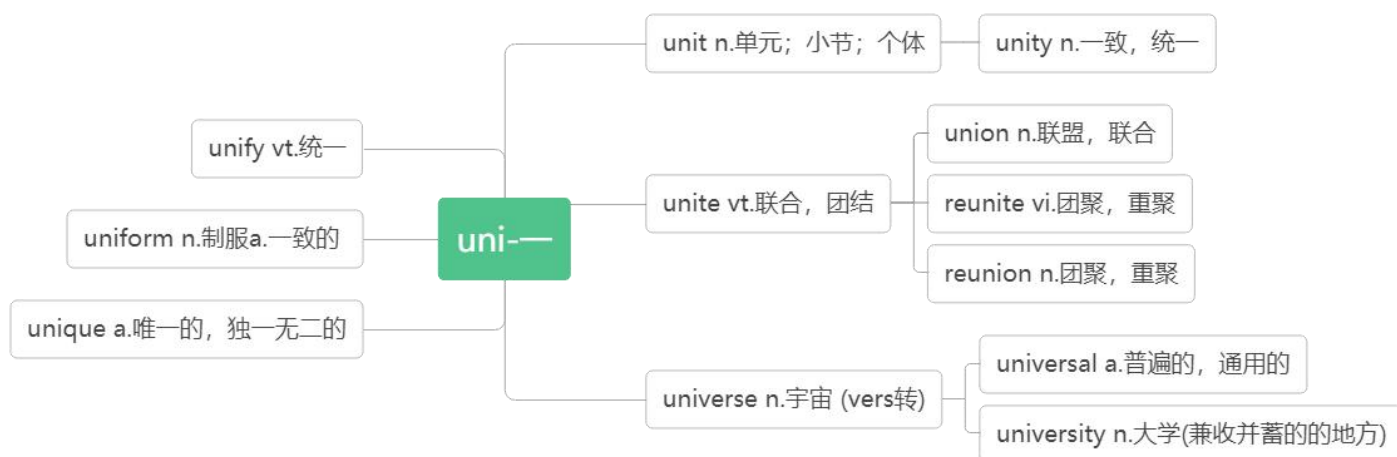 unit n.单元；小节；个体
unity n.一致，统一
unify vt.统一
union n.联盟，联合
unite vt.联合，团结
reunite vi.团聚，重聚
reunion n.团聚，重聚
uniform n.制服a.一致的
uni-一
unique a.唯一的，独一无二的
universe n.宇宙 (vers转)
universal a.普遍的，通用的
university n.大学(兼收并蓄的的地方)